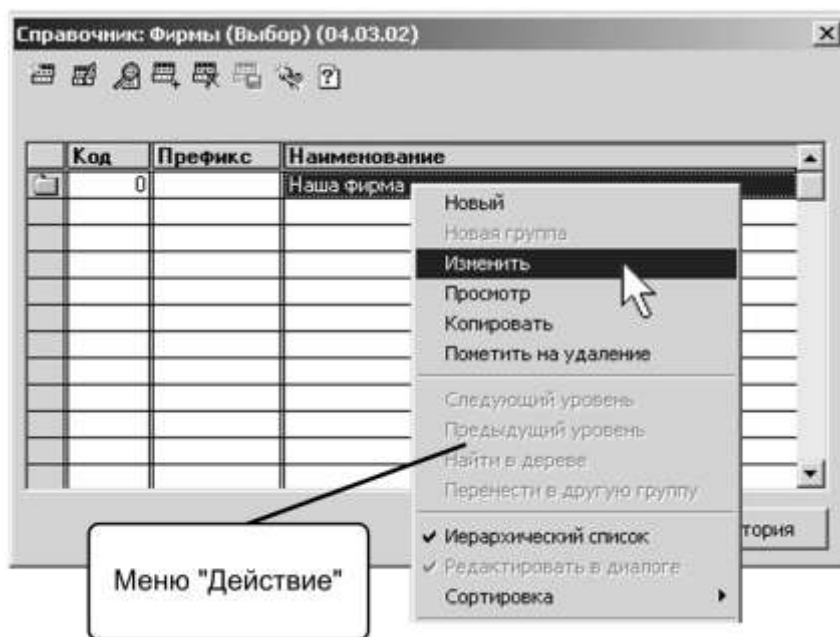 Справочник: Фирмы (Выбор) (04.03.02)
Код Префикс Наименование
0 Наша фирма
Новый
Новая группа
Изменить
Просмотр
Копировать
Пометить на удаление
Следующий уровень
Предыдущий уровень
Найти в дереве
Перенести в другую группу
Иерархический список
тория
Редактировать в диалоге
Сортировка
Меню "Действие"